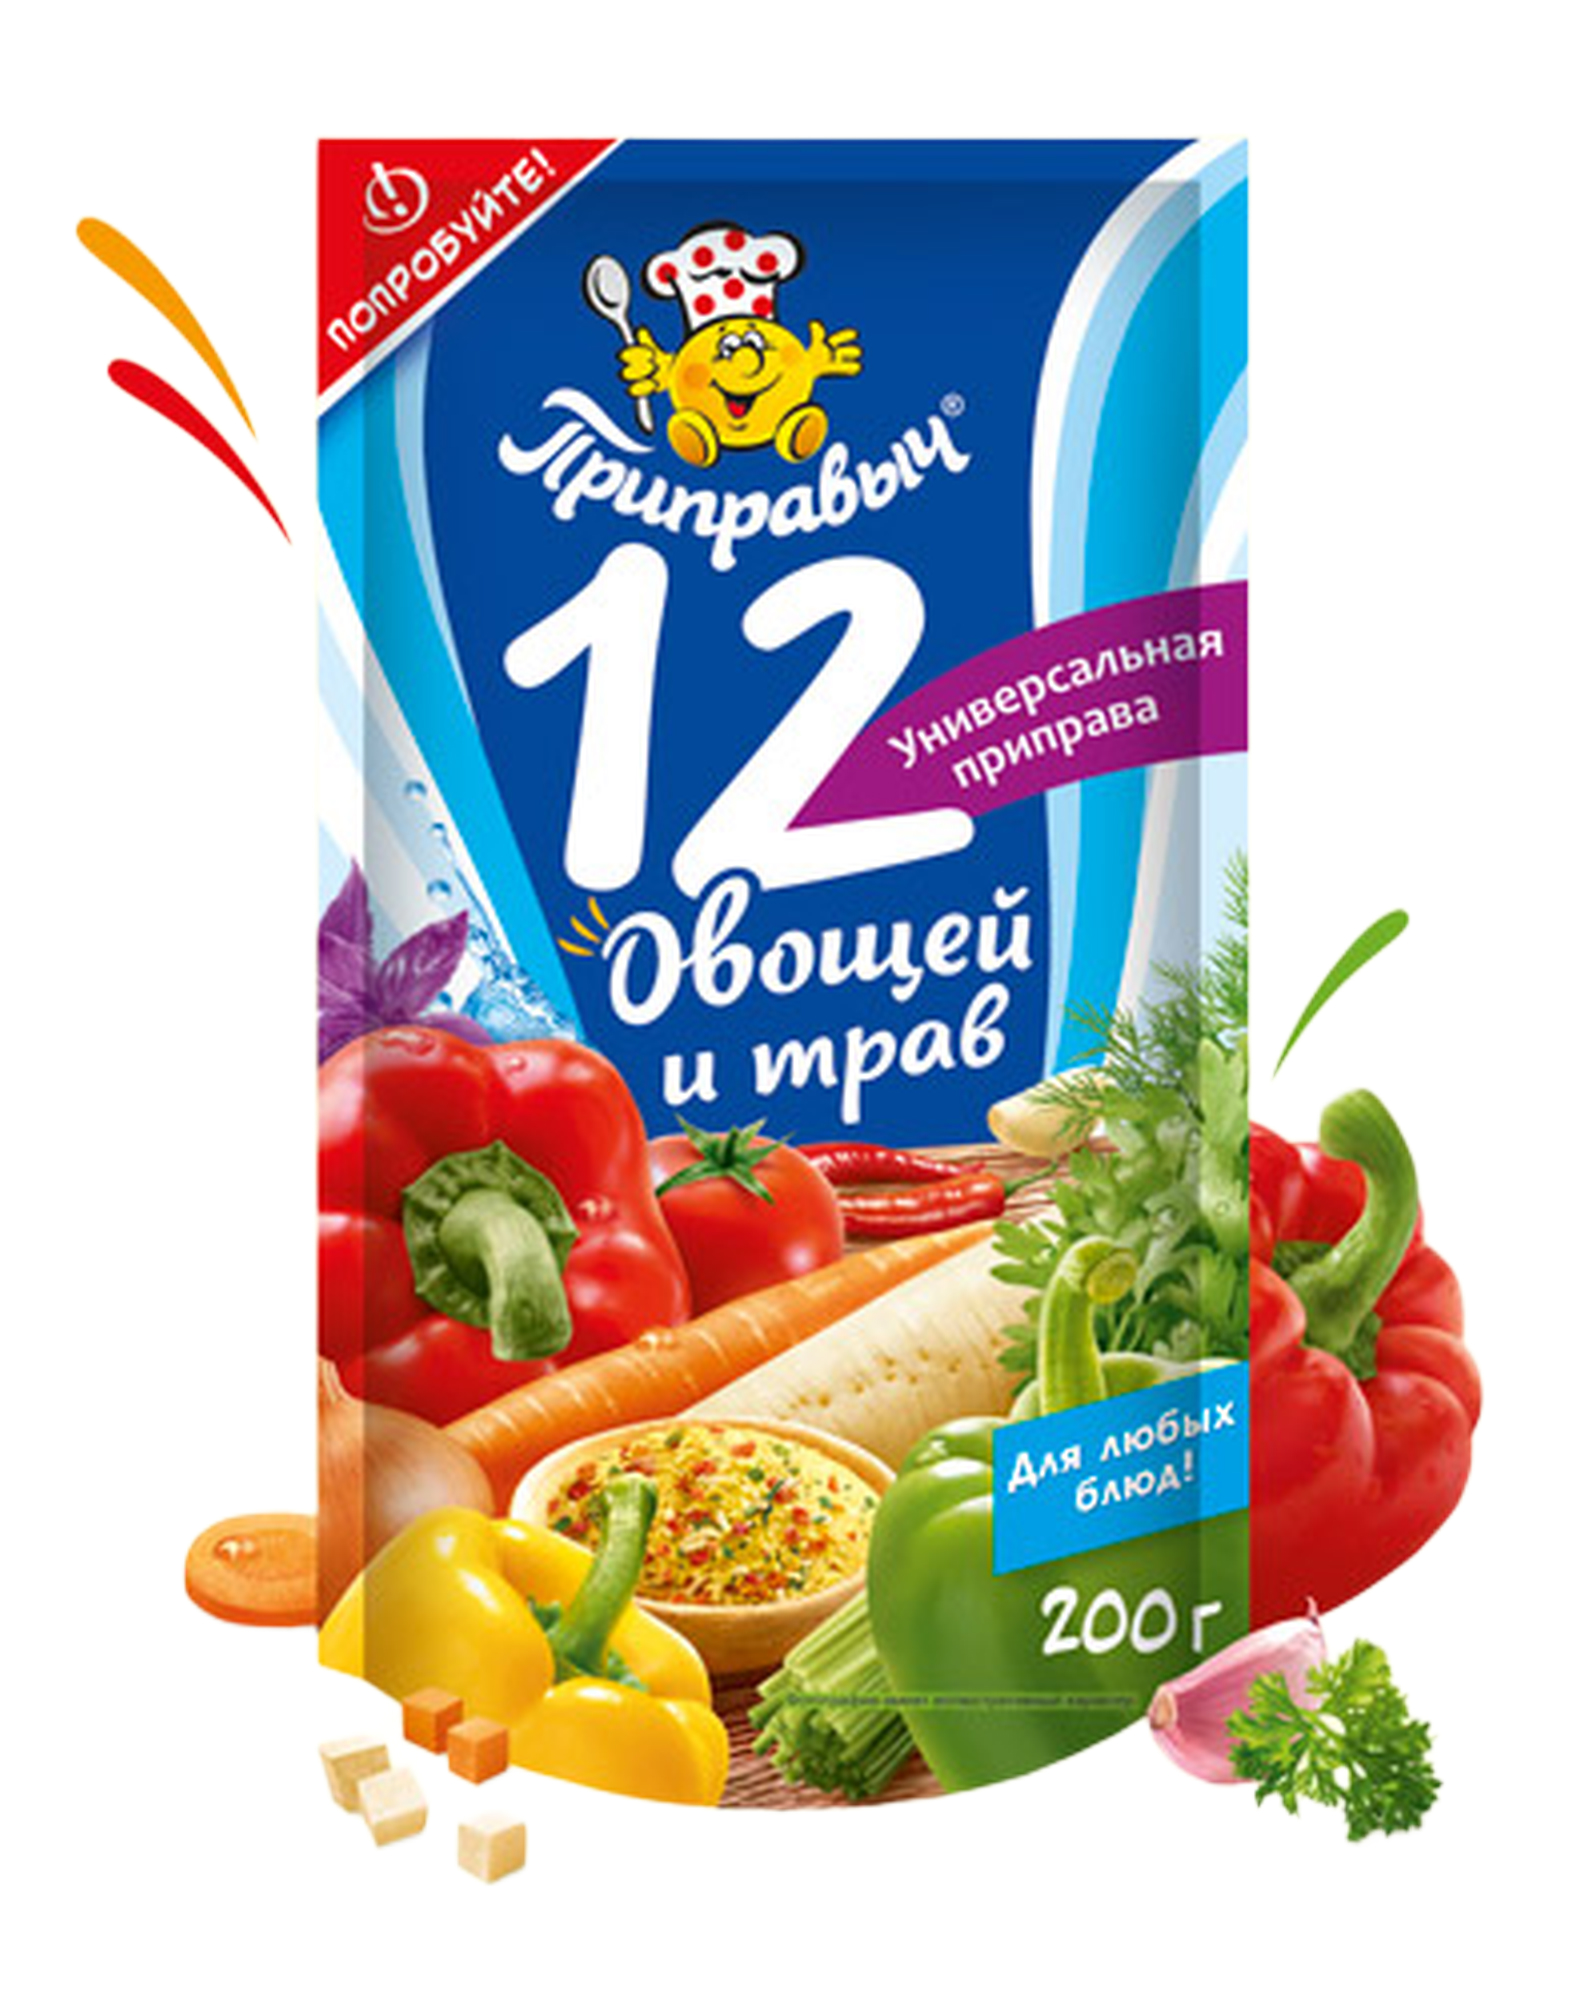 ПОПРОБУЙТЕ!
Приправыч®
12
Универсальная
приправа
Овощей
и трав
Для любых
блюд!
200 г